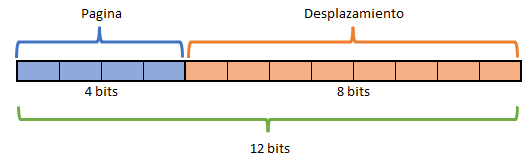 Pagina
Desplazamiento
4 bits
8 bits
12 bits